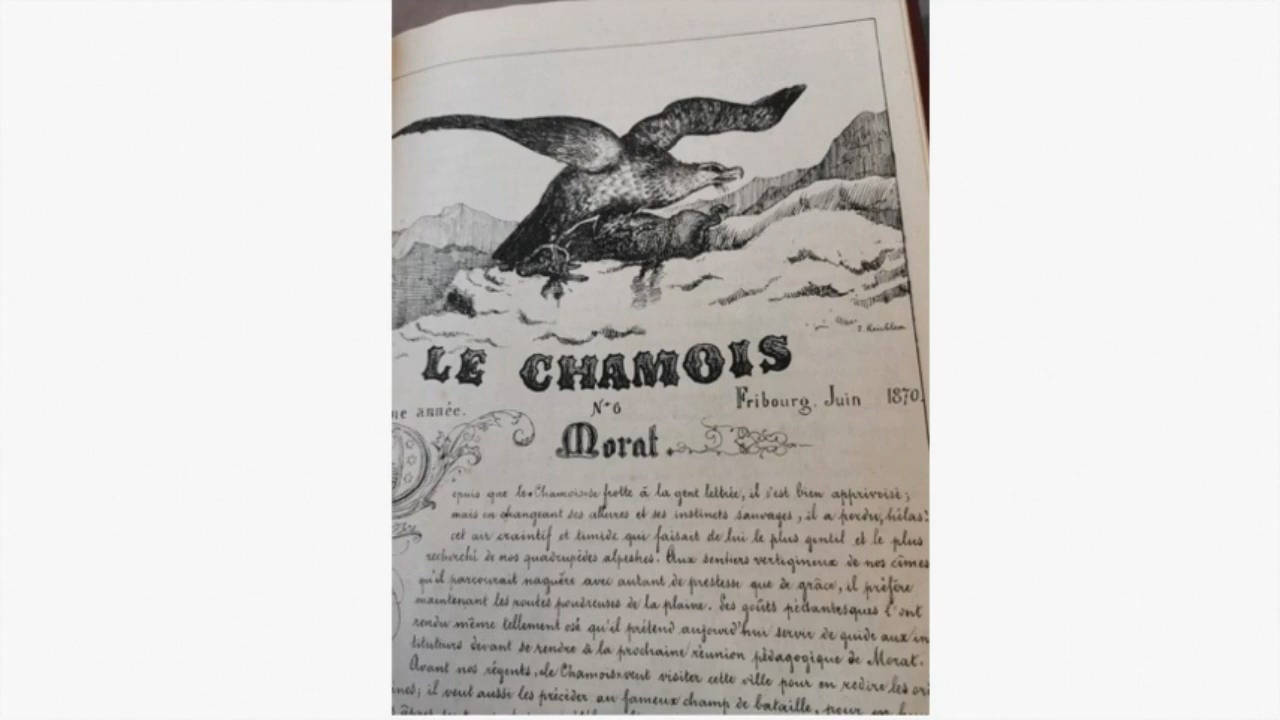 LE CHAMOIS
ne année.
N° 6
Fribourg. Juin 1870.
Morat.
epuis que le Chamois se frotte à la gent lettrée, il s'est bien apprivoisé;
mais en changeant ses allures et ses instincts sauvages, il a perdu, hélas!
cet air craintif et timide qui faisait de lui le plus gentil et le plus
recherché de nos quadrupèdes alpestres. Aux sentiers vertigineux de nos cîmes
qu'il parcourait naguère avec autant de prestesse que de grâce, il préfère
maintenant les routes poudreuses de la plaine. Ses goûts pédantesques l'ont
rendu même tellement osé qu'il prétend aujourd'hui servir de guide aux in
tituteurs devant se rendre à la prochaine réunion pédagogique de Morat.
Avant nos régents, le Chamois veut visiter cette ville pour en redire les ori
nes; il veut aussi les précéder au fameux champ de bataille, pour en